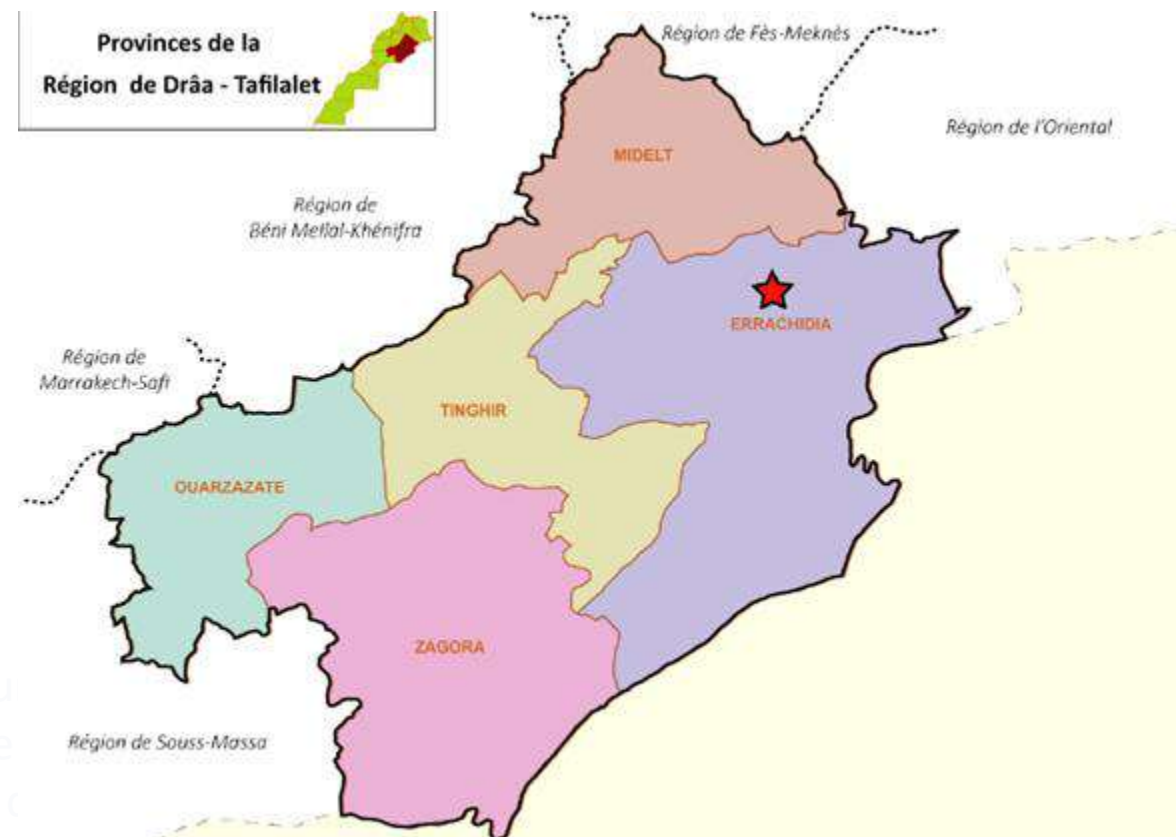 Provinces de la
Région de Drâa - Tafilalet
Région de Fès-Meknès
Région de l'Oriental
MIDELT
Région de
Béni Mellal-Khénifra
ERRACHIDIA
Région de
Marrakech-Safi
TINGHIR
OUARZAZATE
ZAGORA
Région de Souss-Massa